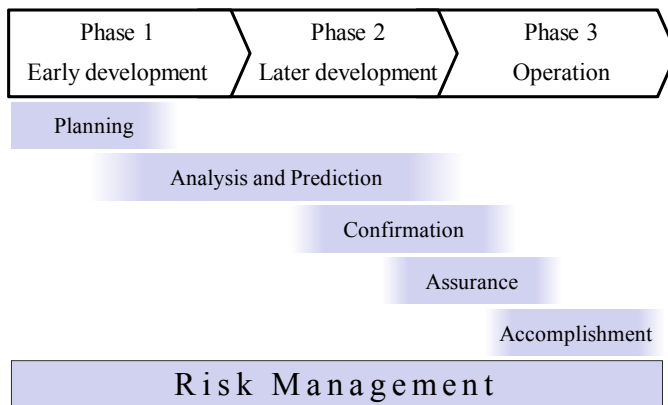 Phase 1
Early development
Phase 2
Later development
Phase 3
Operation
Planning
Analysis and Prediction
Confirmation
Assurance
Accomplishment
Risk Management